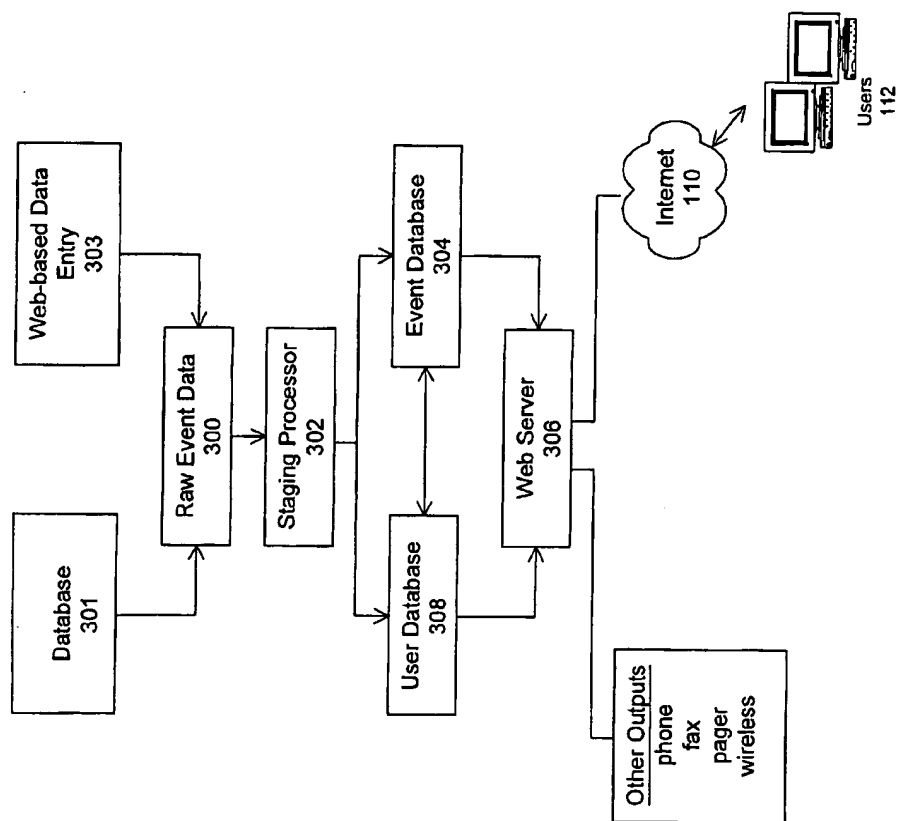 Database
301
Web-based Data
Entry
303
Raw Event Data
300
Staging Processor
302
User Database
308
Event Database
304
Web Server
306
Other Outputs
phone
fax
pager
wireless
Internet
110
Users
112